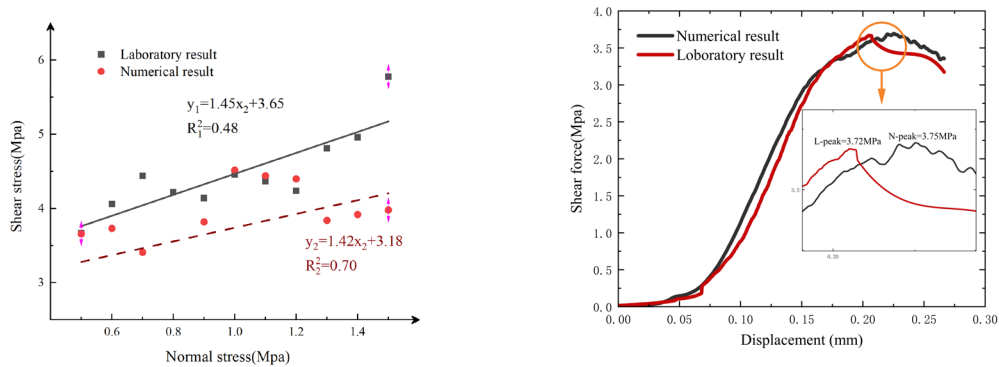 6
5
4
3
0.6 0.8 1.0 1.2 1.4
Shear stress(Mpa)
Normal stress(Mpa)
Laboratory result
Numerical result
y₁=1.45x₂+3.65
R₁²=0.48
y₂=1.42x₂+3.18
R₂²=0.70
4.0
3.5
3.0
2.5
2.0
1.5
1.0
0.5
0.0
0.00 0.05 0.10 0.15 0.20 0.25 0.30
Shear force(Mpa)
Displacement (mm)
Numerical result
Loboratory result
L-peak=3.72MPa
N-peak=3.75MPa
3.5
0.20